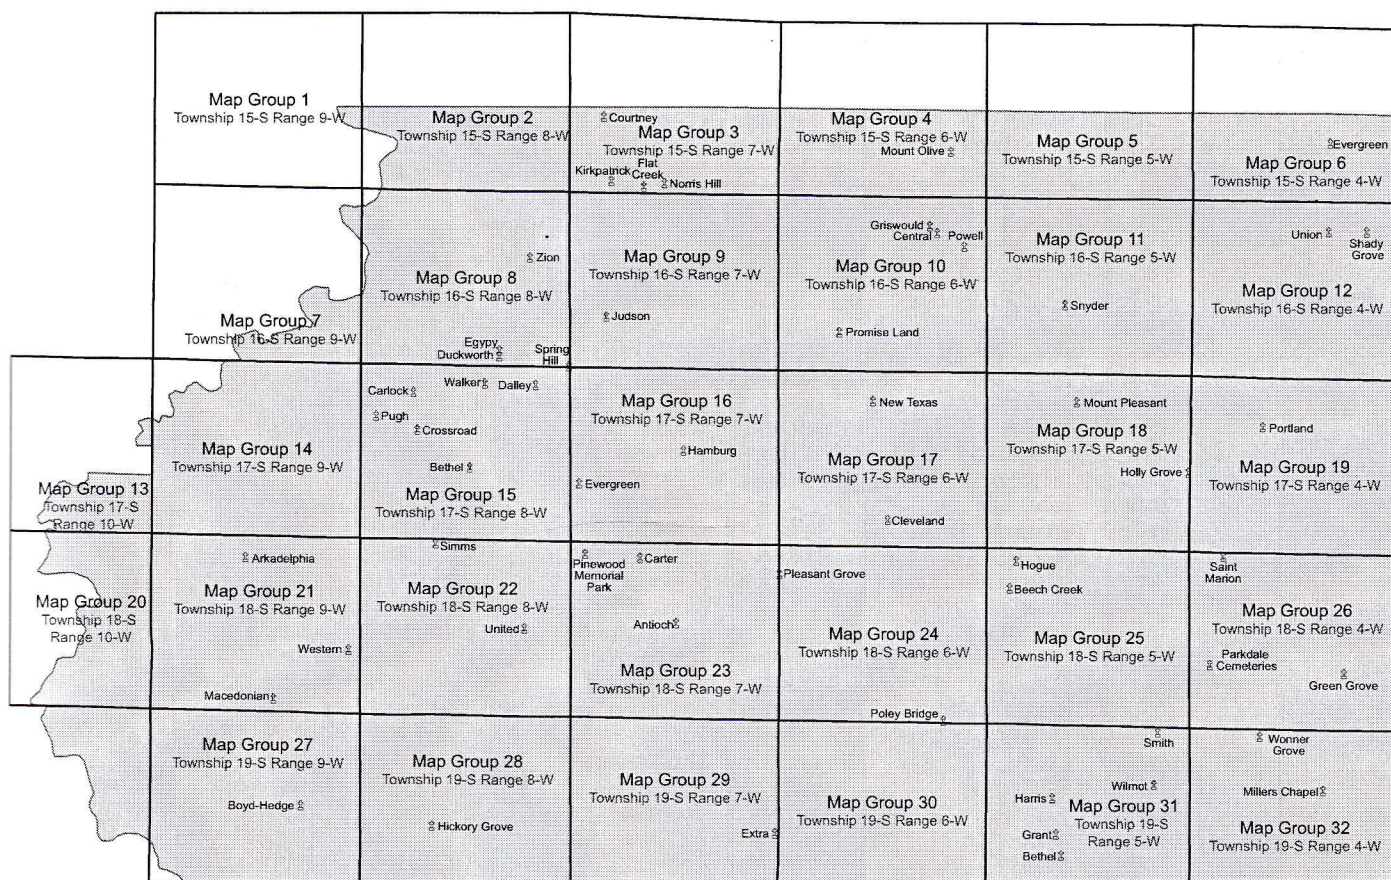 Map Group 1
Township 15-S Range 9-W
Map Group 2
Township 15-S Range 8-W
Courtney
Map Group 3
Township 15-S Range 7-W
Kirkpatrick
Flat
Creek
Norris Hill
Map Group 4
Township 15-S Range 6-W
Mount Olive
Map Group 5
Township 15-S Range 5-W
Evergreen
Map Group 6
Township 15-S Range 4-W
Map Group 7
Township 16-S Range 9-W
Zion
Map Group 8
Township 16-S Range 8-W
Egypy
Duckworth
Spring
Hill
Map Group 9
Township 16-S Range 7-W
Judson
Griswould
Central
Powell
Map Group 10
Township 16-S Range 6-W
Promise Land
Map Group 11
Township 16-S Range 5-W
Snyder
Union
Shady
Grove
Map Group 12
Township 16-S Range 4-W
Map Group 13
Township 17-S
Range 10-W
Map Group 14
Township 17-S Range 9-W
Carlock
Walker
Dalley
Pugh
Crossroad
Bethel
Map Group 15
Township 17-S Range 8-W
Map Group 16
Township 17-S Range 7-W
Hamburg
Evergreen
New Texas
Map Group 17
Township 17-S Range 6-W
Cleveland
Mount Pleasant
Map Group 18
Township 17-S Range 5-W
Holly Grove
Portland
Map Group 19
Township 17-S Range 4-W
Map Group 20
Township 18-S
Range 10-W
Arkadelphia
Map Group 21
Township 18-S Range 9-W
Western
Macedonian
Simms
Map Group 22
Township 18-S Range 8-W
United
Pinewood
Memorial
Park
Carter
Antioch
Map Group 23
Township 18-S Range 7-W
Pleasant Grove
Map Group 24
Township 18-S Range 6-W
Poley Bridge
Hogue
Beech Creek
Map Group 25
Township 18-S Range 5-W
Saint
Marion
Map Group 26
Township 18-S Range 4-W
Parkdale
Cemeteries
Green Grove
Map Group 27
Township 19-S Range 9-W
Boyd-Hedge
Map Group 28
Township 19-S Range 8-W
Hickory Grove
Map Group 29
Township 19-S Range 7-W
Extra
Map Group 30
Township 19-S Range 6-W
Smith
Wilmot
Harris
Map Group 31
Township 19-S
Range 5-W
Grant
Bethel
Wonner
Grove
Millers Chapel
Map Group 32
Township 19-S Range 4-W